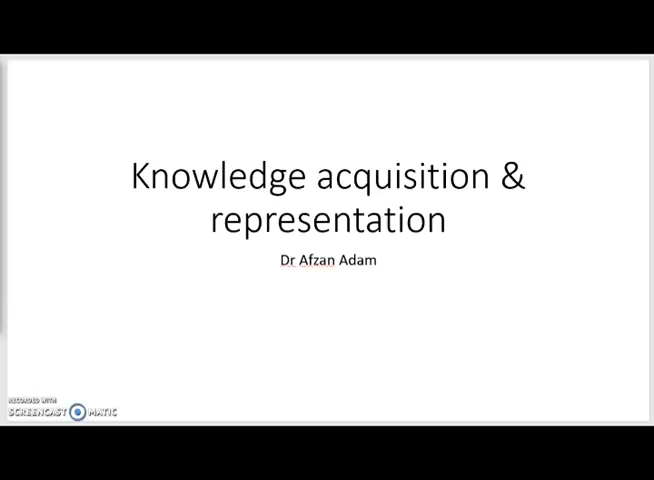 Knowledge acquisition &
representation
Dr Afzan Adam
RECORDED WITH
SCREENCAST MATIC